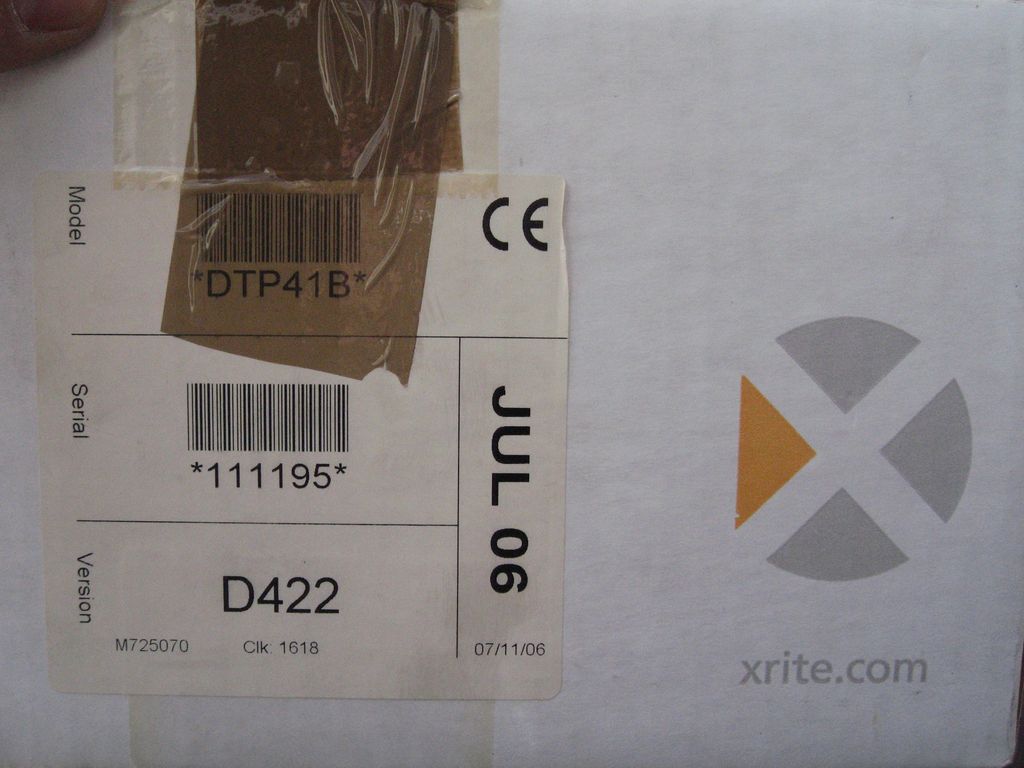 Model
*DTP41B*
CE
Serial
*111195*
JUL 06
Version
D422
M725070
Clk: 1618
07/11/06
xrite.com